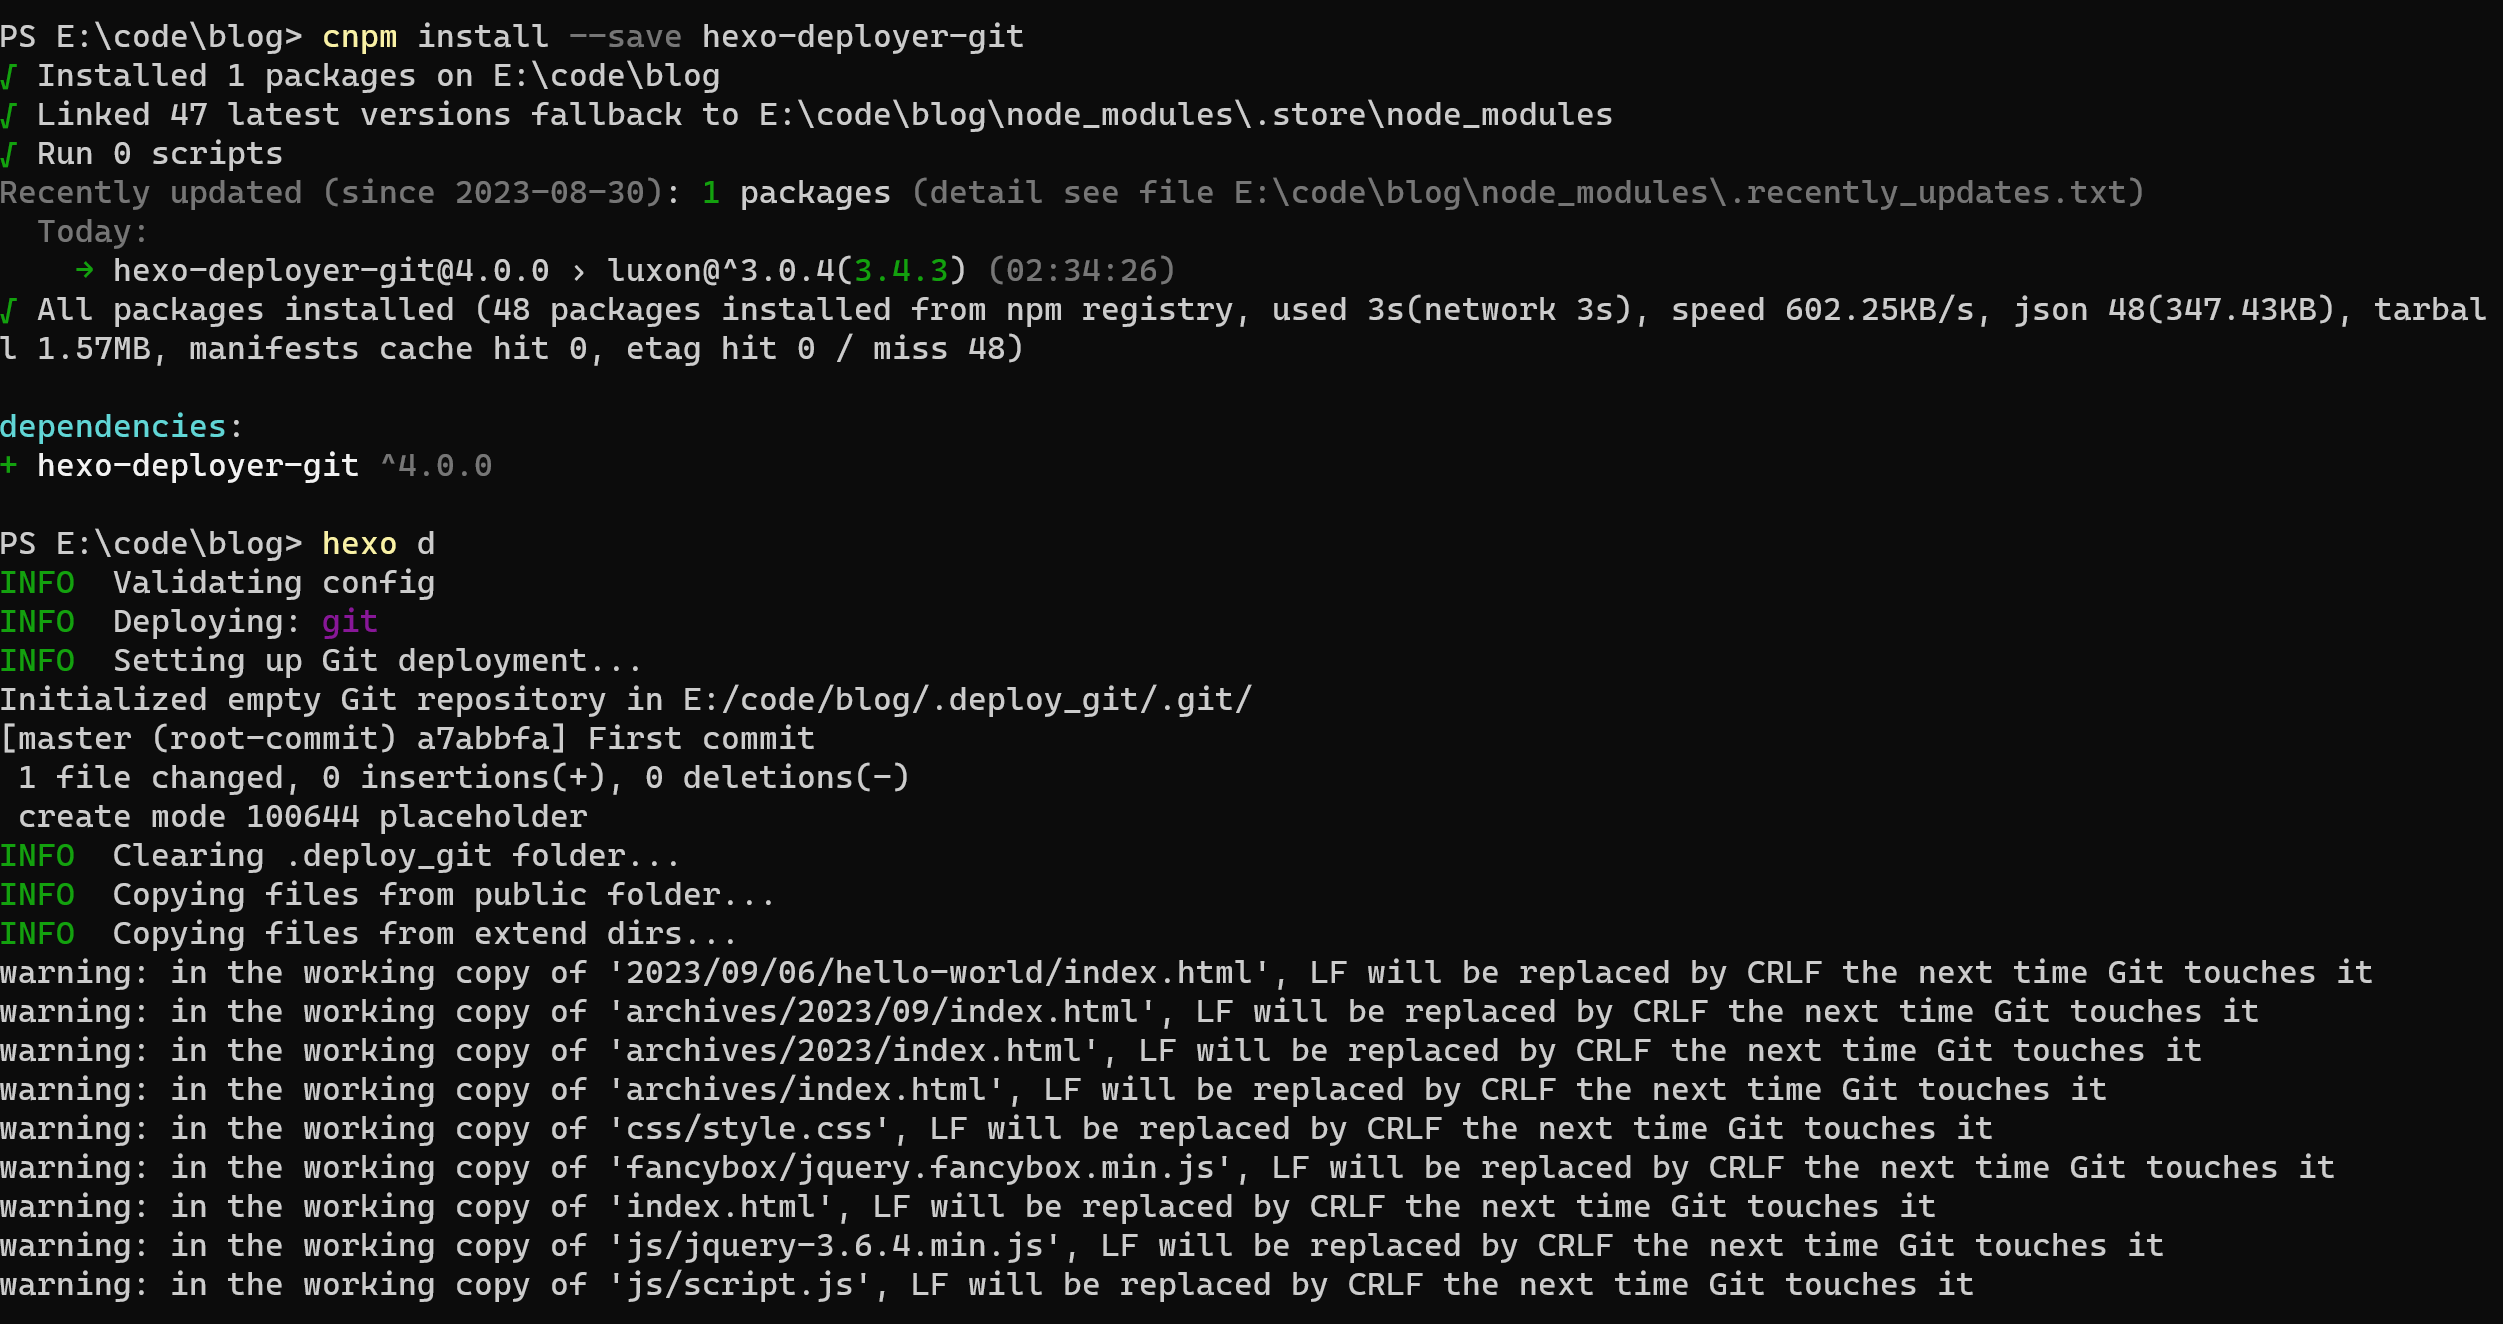 PS E:\code\blog> cnpm install --save hexo-deployer-git
√ Installed 1 packages on E:\code\blog
√ Linked 47 latest versions fallback to E:\code\blog\node_modules\.store\node_modules
√ Run 0 scripts
Recently updated (since 2023-08-30): 1 packages (detail see file E:\code\blog\node_modules\.recently_updates.txt)
  Today:
    → hexo-deployer-git@4.0.0 › luxon@^3.0.4(3.4.3) (02:34:26)
√ All packages installed (48 packages installed from npm registry, used 3s(network 3s), speed 602.25KB/s, json 48(347.43KB), tarbal
l 1.57MB, manifests cache hit 0, etag hit 0 / miss 48)
dependencies:
+ hexo-deployer-git ^4.0.0
PS E:\code\blog> hexo d
INFO  Validating config
INFO  Deploying: git
INFO  Setting up Git deployment...
Initialized empty Git repository in E:/code/blog/.deploy_git/.git/
[master (root-commit) a7abbfa] First commit
 1 file changed, 0 insertions(+), 0 deletions(-)
 create mode 100644 placeholder
INFO  Clearing .deploy_git folder...
INFO  Copying files from public folder...
INFO  Copying files from extend dirs...
warning: in the working copy of '2023/09/06/hello-world/index.html', LF will be replaced by CRLF the next time Git touches it
warning: in the working copy of 'archives/2023/09/index.html', LF will be replaced by CRLF the next time Git touches it
warning: in the working copy of 'archives/2023/index.html', LF will be replaced by CRLF the next time Git touches it
warning: in the working copy of 'archives/index.html', LF will be replaced by CRLF the next time Git touches it
warning: in the working copy of 'css/style.css', LF will be replaced by CRLF the next time Git touches it
warning: in the working copy of 'fancybox/jquery.fancybox.min.js', LF will be replaced by CRLF the next time Git touches it
warning: in the working copy of 'index.html', LF will be replaced by CRLF the next time Git touches it
warning: in the working copy of 'js/jquery-3.6.4.min.js', LF will be replaced by CRLF the next time Git touches it
warning: in the working copy of 'js/script.js', LF will be replaced by CRLF the next time Git touches it